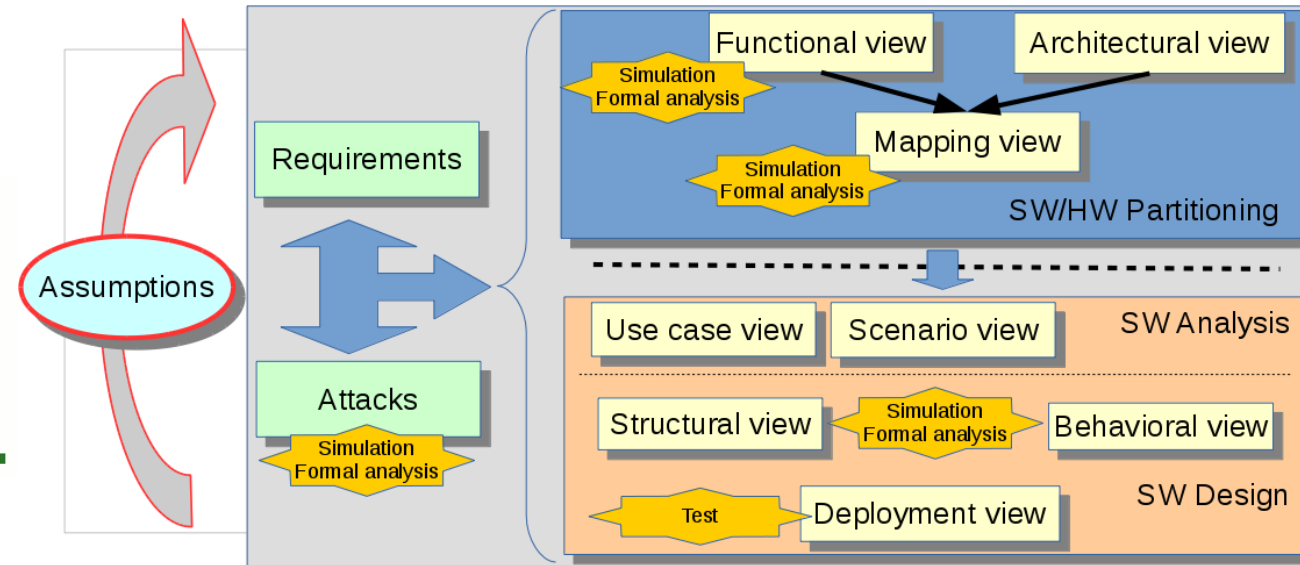 Functional view
Architectural view
Simulation
Formal analysis
Mapping view
Simulation
Formal analysis
SW/HW Partitioning
Requirements
Assumptions
Attacks
Simulation
Formal analysis
Use case view
Scenario view
SW Analysis
Structural view
Simulation
Formal analysis
Behavioral view
SW Design
Test
Deployment view